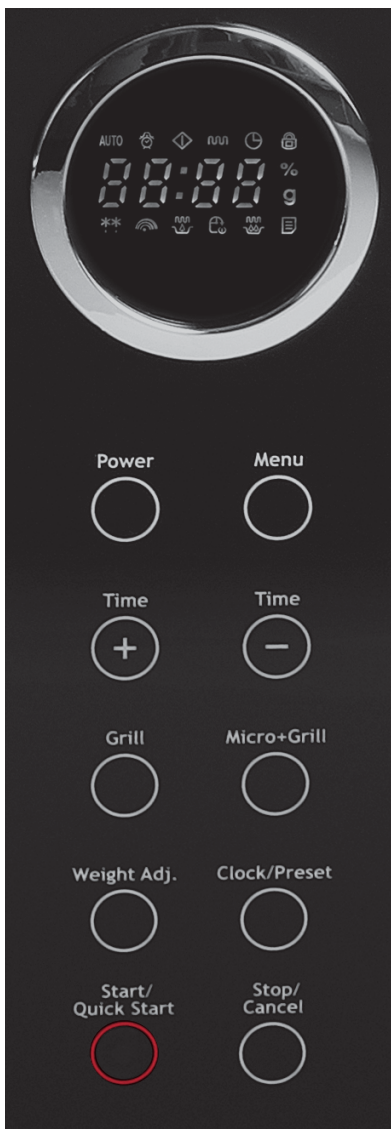 AUTO
88:88 %
g
Power Menu
Time Time
+ −
Grill Micro+Grill
Weight Adj. Clock/Preset
Start/ Stop/
Quick Start Cancel